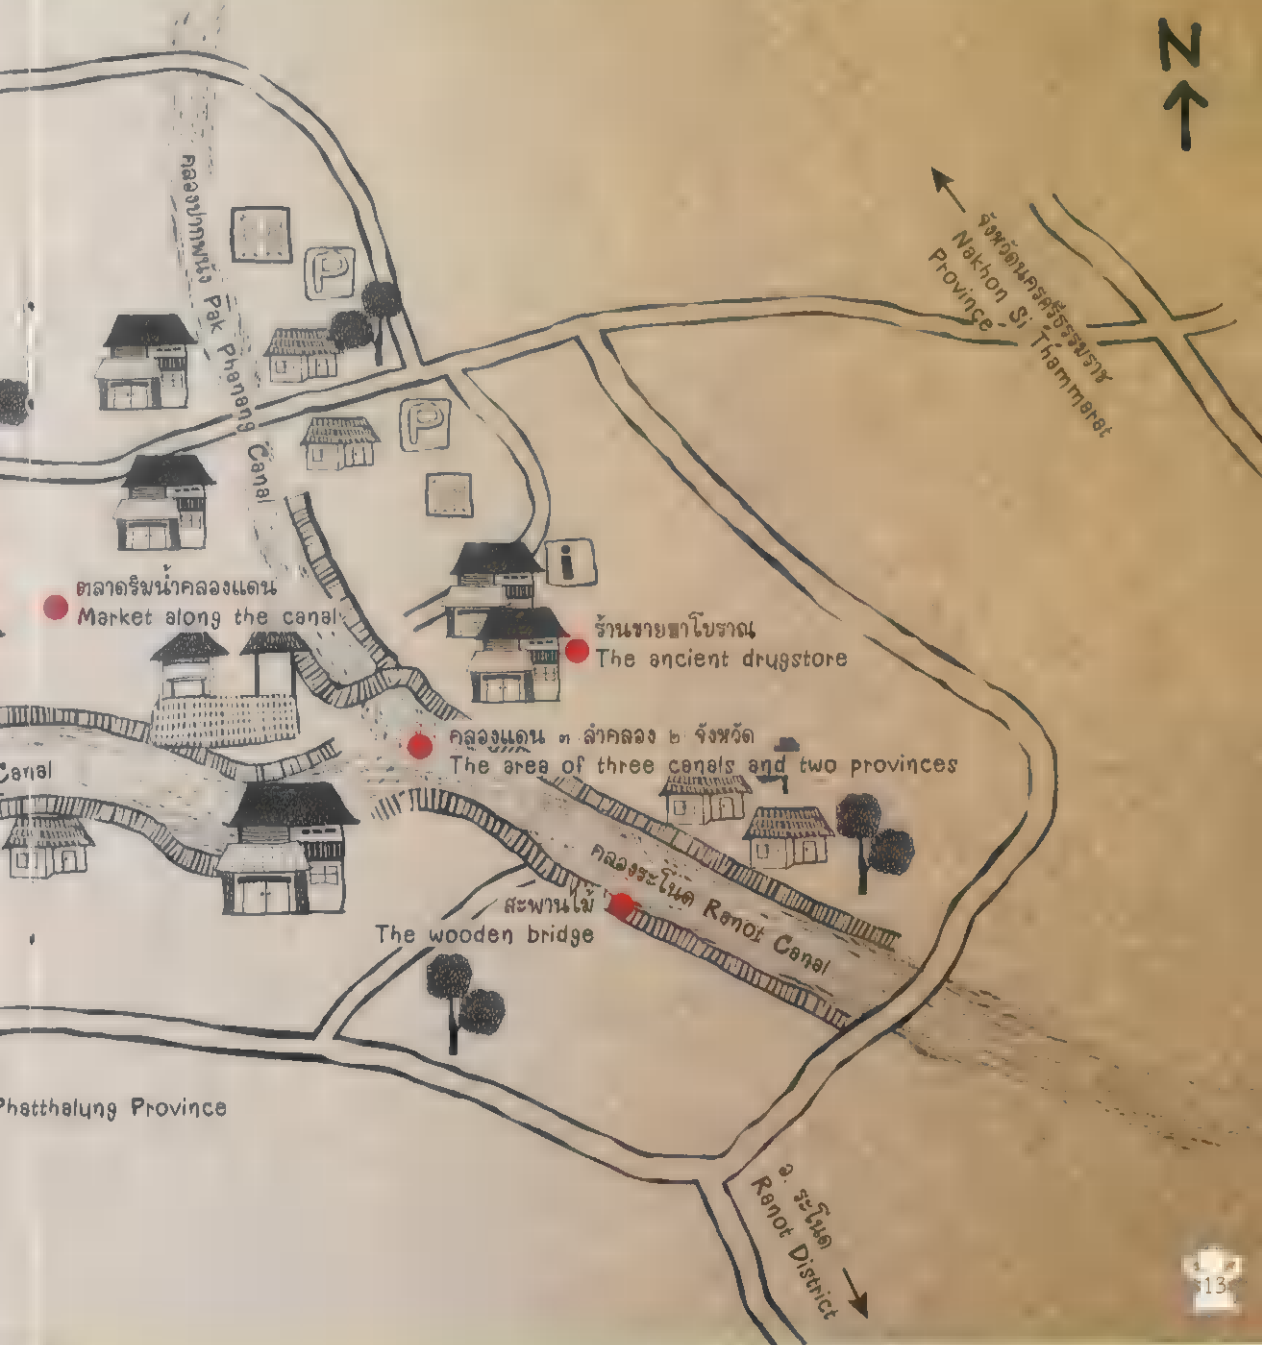 N
จังหวัดนครศรีธรรมราช
Nakhon Si Thammarat
Province
คลองปากพนัง Pak Phanang Canal
P
P
i
ตลาดริมน้ำคลองแดน
Market along the canal
ร้านขายยาโบราณ
The ancient drugstore
คลองแดน ๓ ลำคลอง ๒ จังหวัด
The area of three canals and two provinces
Canal
คลองระโนด Ranot Canal
สะพานไม้
The wooden bridge
Phatthalung Province
อ. ระโนด
Ranot District
13